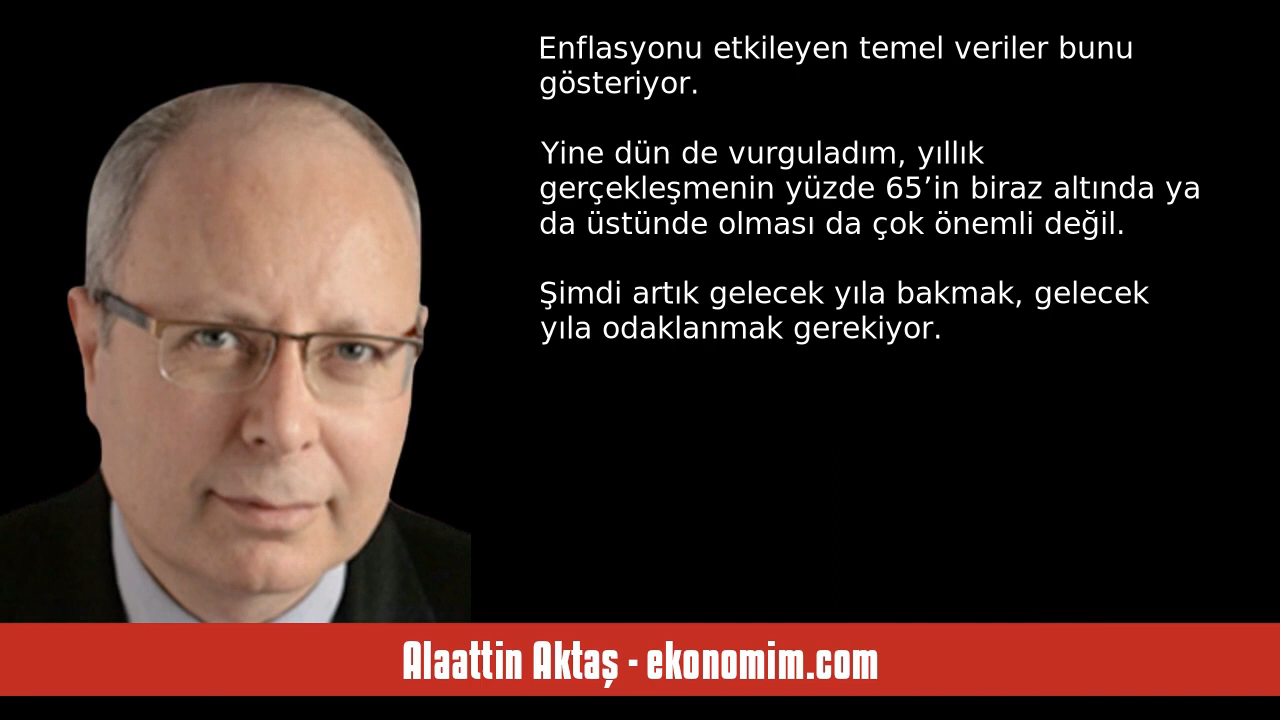 Enflasyonu etkileyen temel veriler bunu
gösteriyor.
Yine dün de vurguladım, yıllık
gerçekleşmenin yüzde 65’in biraz altında ya
da üstünde olması da çok önemli değil.
Şimdi artık gelecek yıla bakmak, gelecek
yıla odaklanmak gerekiyor.
Alaattin Aktaş - ekonomim.com